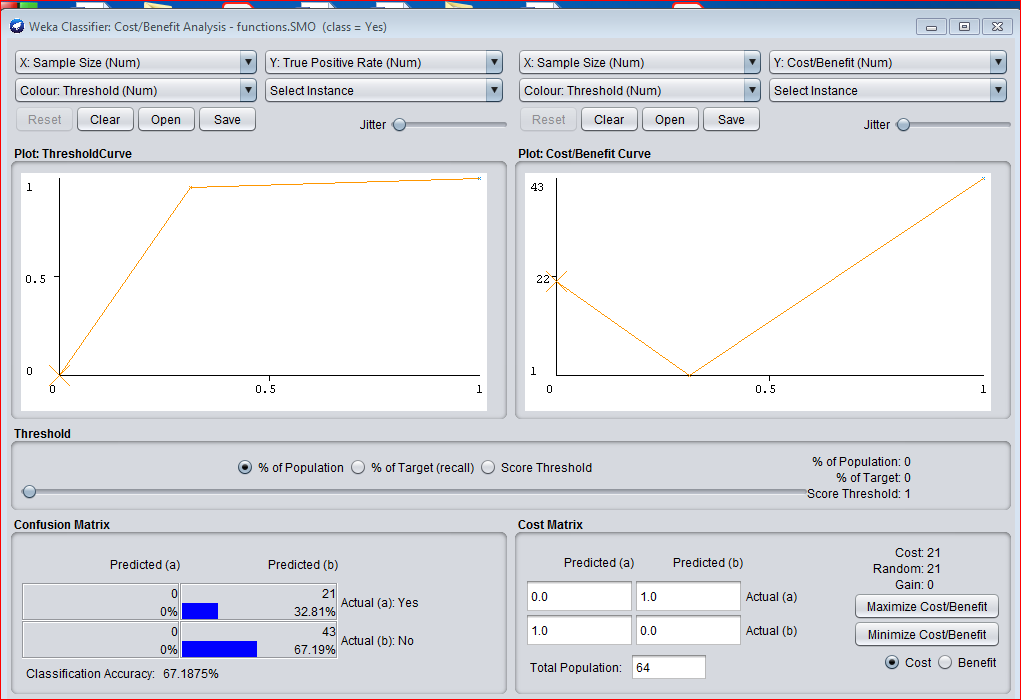 Weka Classifier: Cost/Benefit Analysis - functions.SMO (class = Yes)
X: Sample Size (Num)
Y: True Positive Rate (Num)
X: Sample Size (Num)
Y: Cost/Benefit (Num)
Colour: Threshold (Num)
Select Instance
Colour: Threshold (Num)
Select Instance
Reset
Clear
Open
Save
Jitter
Reset
Clear
Open
Save
Jitter
Plot: ThresholdCurve
1
0.5
0
0
0.5
1
Plot: Cost/Benefit Curve
43
22
1
0
0.5
1
Threshold
% of Population
% of Target (recall)
Score Threshold
% of Population: 0
% of Target: 0
Score Threshold: 1
Confusion Matrix
Predicted (a)
Predicted (b)
0
0%
21
32.81%
Actual (a): Yes
0
0%
43
67.19%
Actual (b): No
Classification Accuracy: 67.1875%
Cost Matrix
Predicted (a)
Predicted (b)
0.0
1.0
Actual (a)
1.0
0.0
Actual (b)
Total Population:
64
Cost: 21
Random: 21
Gain: 0
Maximize Cost/Benefit
Minimize Cost/Benefit
Cost
Benefit